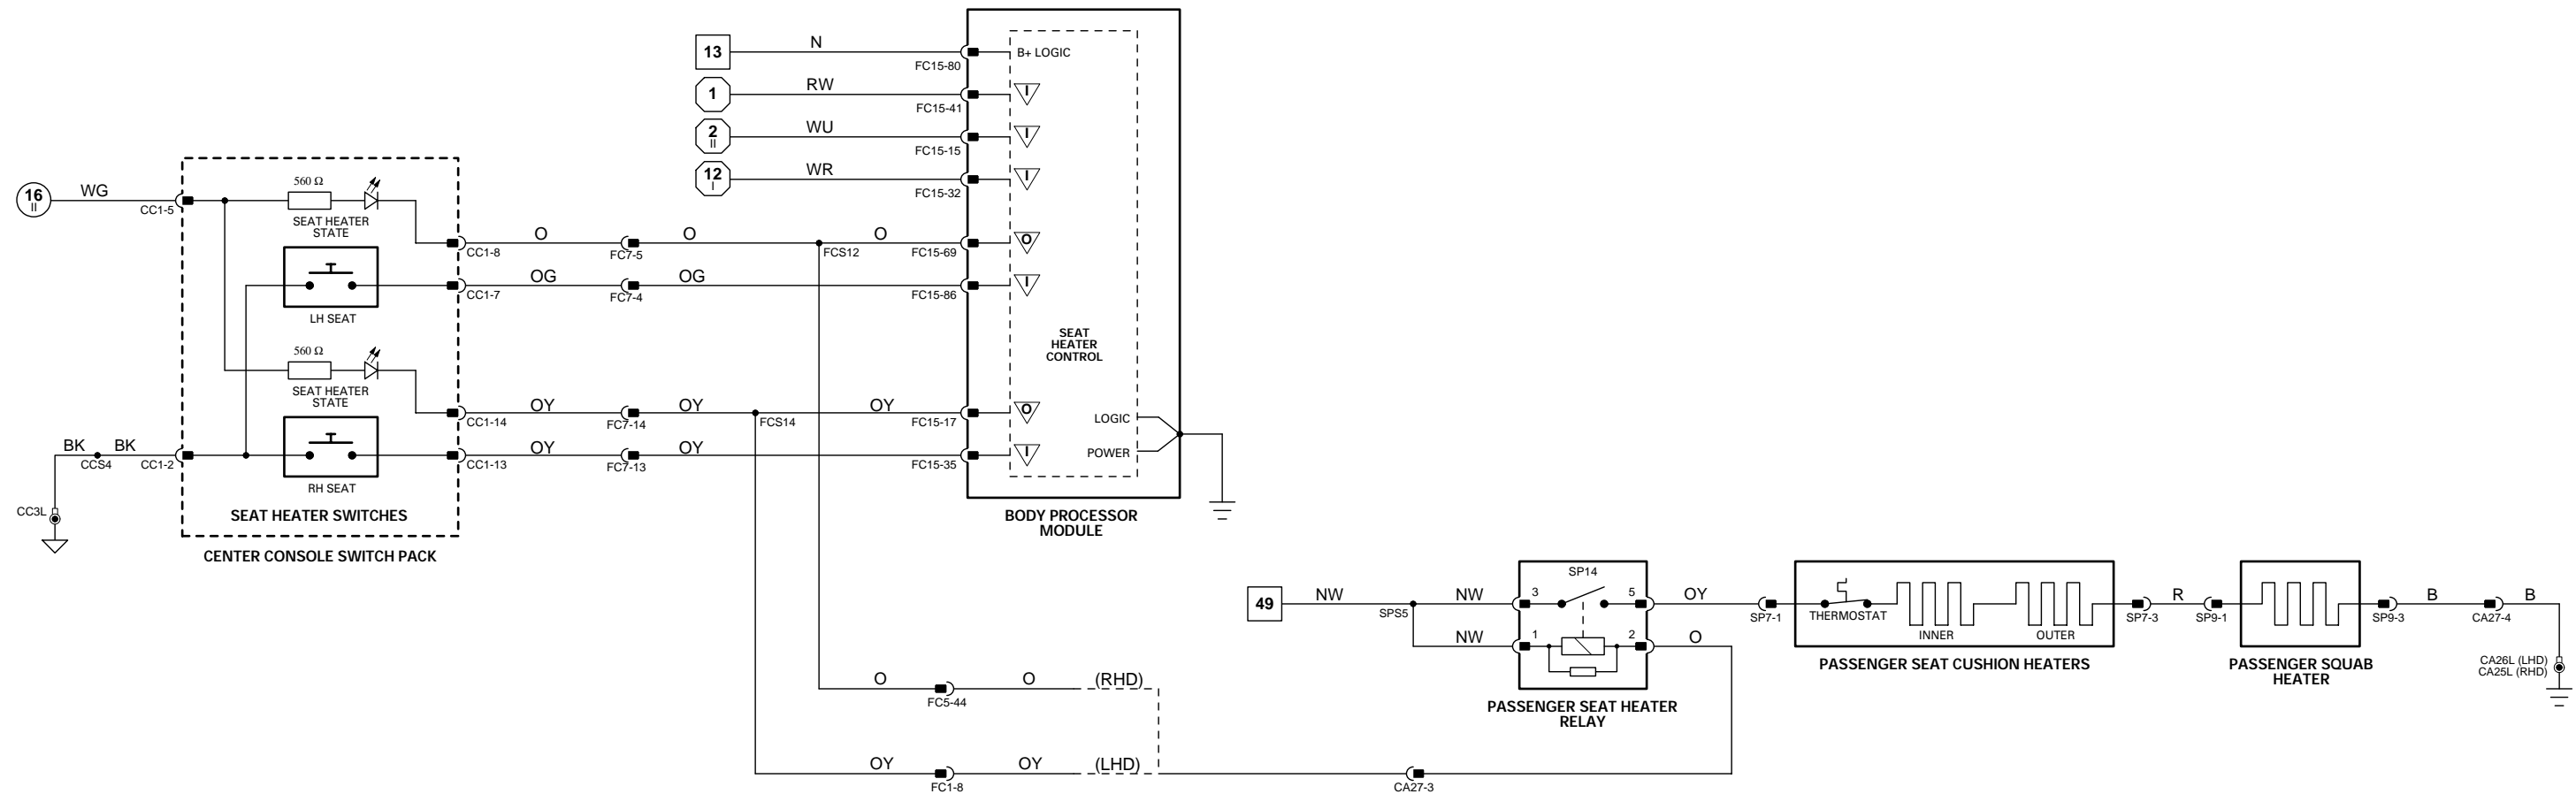 13
N
FC15-80
B+ LOGIC
1
RW
FC15-41
I
2
II
WU
FC15-15
I
12
I
WR
FC15-32
I
16
II
WG
CC1-5
560 Ω
SEAT HEATER
STATE
CC1-8
O
FC7-5
O
FCS12
O
FC15-69
O
LH SEAT
CC1-7
OG
FC7-4
OG
FC15-86
I
SEAT
HEATER
CONTROL
560 Ω
SEAT HEATER
STATE
CC1-14
OY
FC7-14
OY
FCS14
OY
FC15-17
O
LOGIC
BK
CCS4
BK
CC1-2
RH SEAT
CC1-13
OY
FC7-13
OY
FC15-35
I
POWER
CC3L
SEAT HEATER SWITCHES
CENTER CONSOLE SWITCH PACK
BODY PROCESSOR
MODULE
49
NW
SPS5
NW
NW
SP14
3
5
1
2
PASSENGER SEAT HEATER
RELAY
OY
O
SP7-1
THERMOSTAT
INNER
OUTER
PASSENGER SEAT CUSHION HEATERS
SP7-3
R
SP9-1
PASSENGER SQUAB
HEATER
SP9-3
B
CA27-4
B
CA26L (LHD)
CA25L (RHD)
O
FC5-44
O
(RHD)
OY
FC1-8
OY
(LHD)
CA27-3